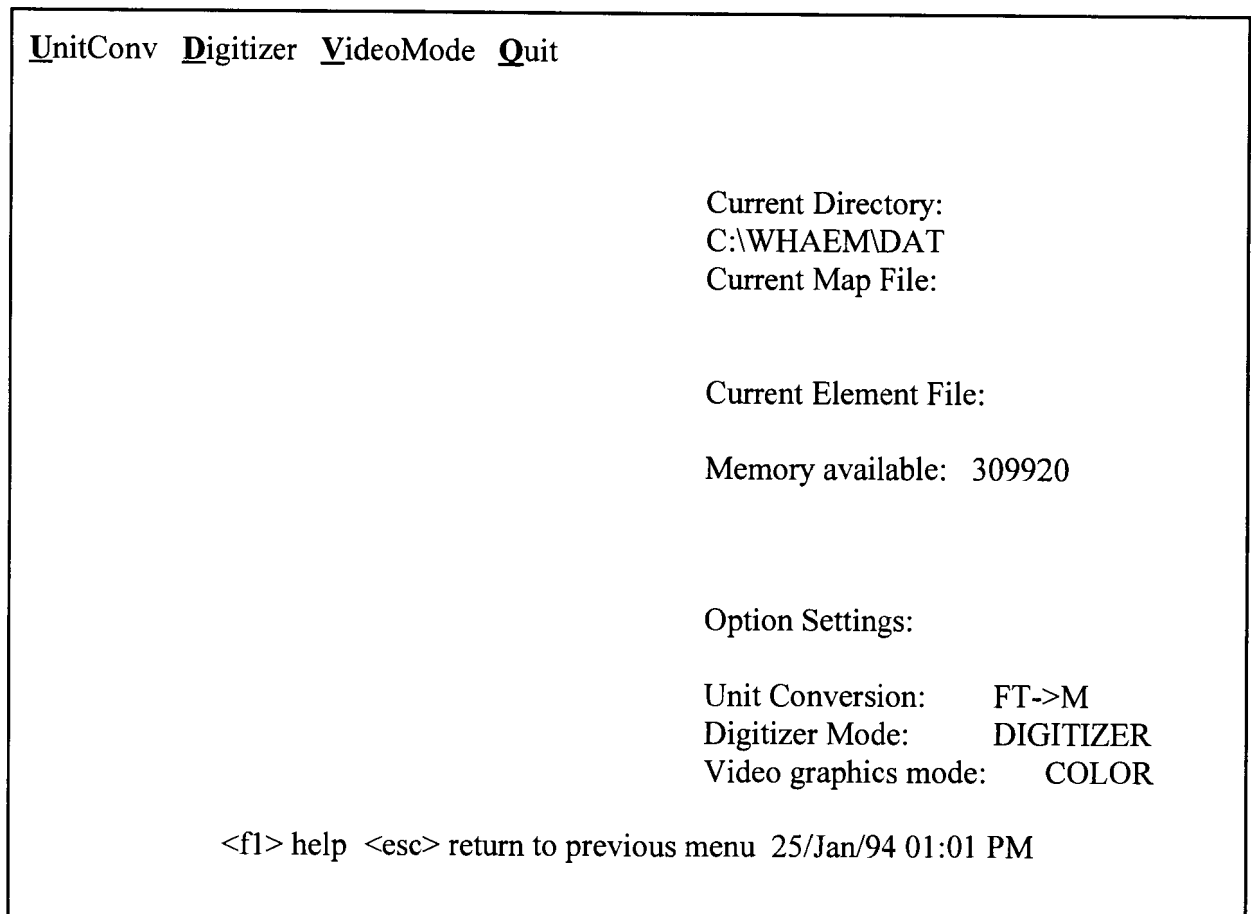 UnitConv Digitizer VideoMode Quit
Current Directory:
C:\WHAEM\DAT
Current Map File:
Current Element File:
Memory available: 309920
Option Settings:
Unit Conversion: FT->M
Digitizer Mode: DIGITIZER
Video graphics mode: COLOR
<f1> help <esc> return to previous menu 25/Jan/94 01:01 PM